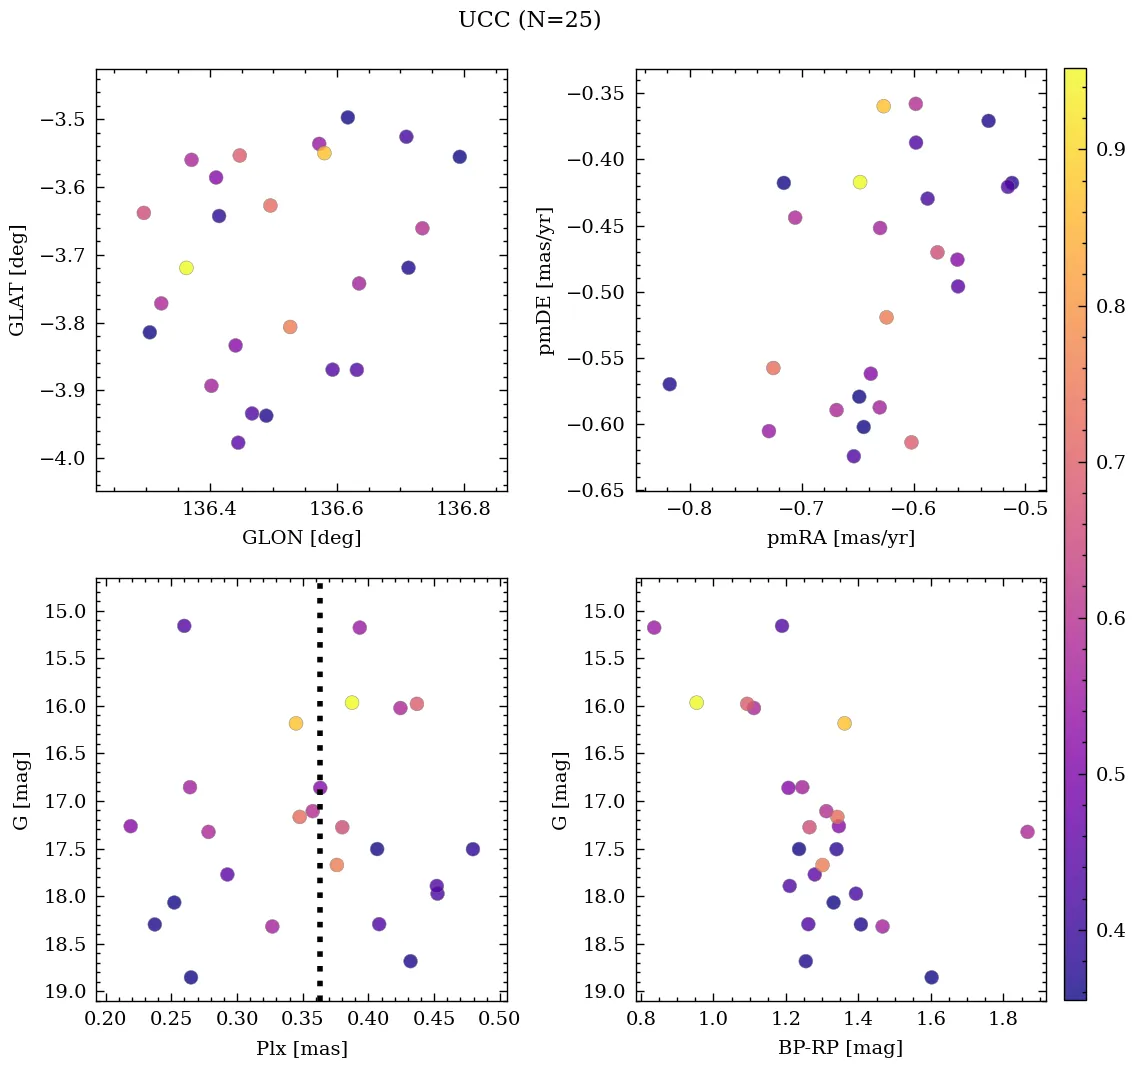 UCC (N=25)
−3.5
−3.6
−3.7
−3.8
−3.9
−4.0
GLAT [deg]
136.4 136.6 136.8
GLON [deg]
−0.35
−0.40
−0.45
−0.50
−0.55
−0.60
−0.65
pmDE [mas/yr]
−0.8 −0.7 −0.6 −0.5
pmRA [mas/yr]
15.0
15.5
16.0
16.5
17.0
17.5
18.0
18.5
19.0
G [mag]
0.20 0.25 0.30 0.35 0.40 0.45 0.50
Plx [mas]
15.0
15.5
16.0
16.5
17.0
17.5
18.0
18.5
19.0
G [mag]
0.8 1.0 1.2 1.4 1.6 1.8
BP-RP [mag]
0.9
0.8
0.7
0.6
0.5
0.4